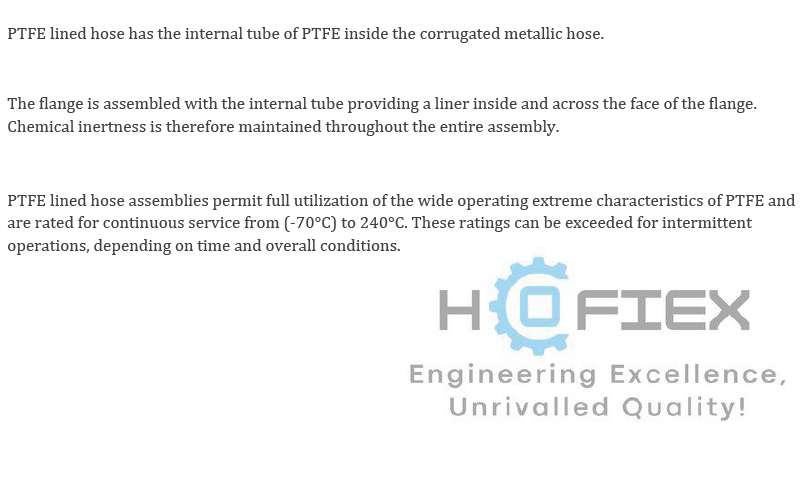 PTFE lined hose has the internal tube of PTFE inside the corrugated metallic hose.
The flange is assembled with the internal tube providing a liner inside and across the face of the flange.
Chemical inertness is therefore maintained throughout the entire assembly.
PTFE lined hose assemblies permit full utilization of the wide operating extreme characteristics of PTFE and
are rated for continuous service from (-70°C) to 240°C. These ratings can be exceeded for intermittent
operations, depending on time and overall conditions.
HOFIEX
Engineering Excellence,
Unrivalled Quality!